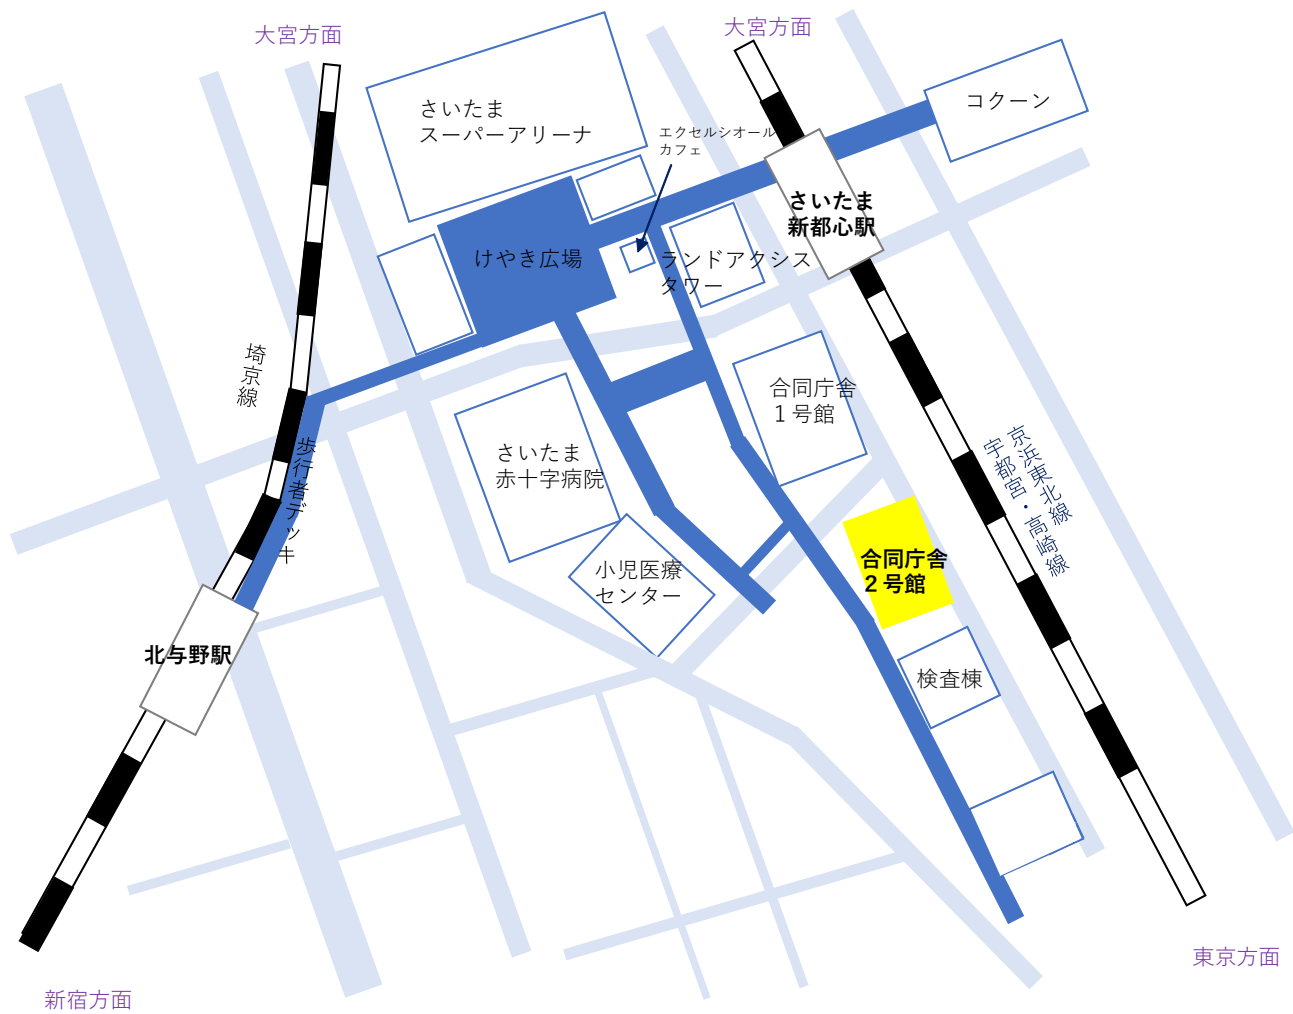 大宮方面
大宮方面
さいたま
スーパーアリーナ
エクセルシオール
カフェ
コクーン
さいたま
新都心駅
けやき広場
ランドアクシス
タワー
埼京線
歩行者デッキ
合同庁舎
１号館
さいたま
赤十字病院
京浜東北線
宇都宮・高崎線
合同庁舎
２号館
小児医療
センター
北与野駅
検査棟
東京方面
新宿方面